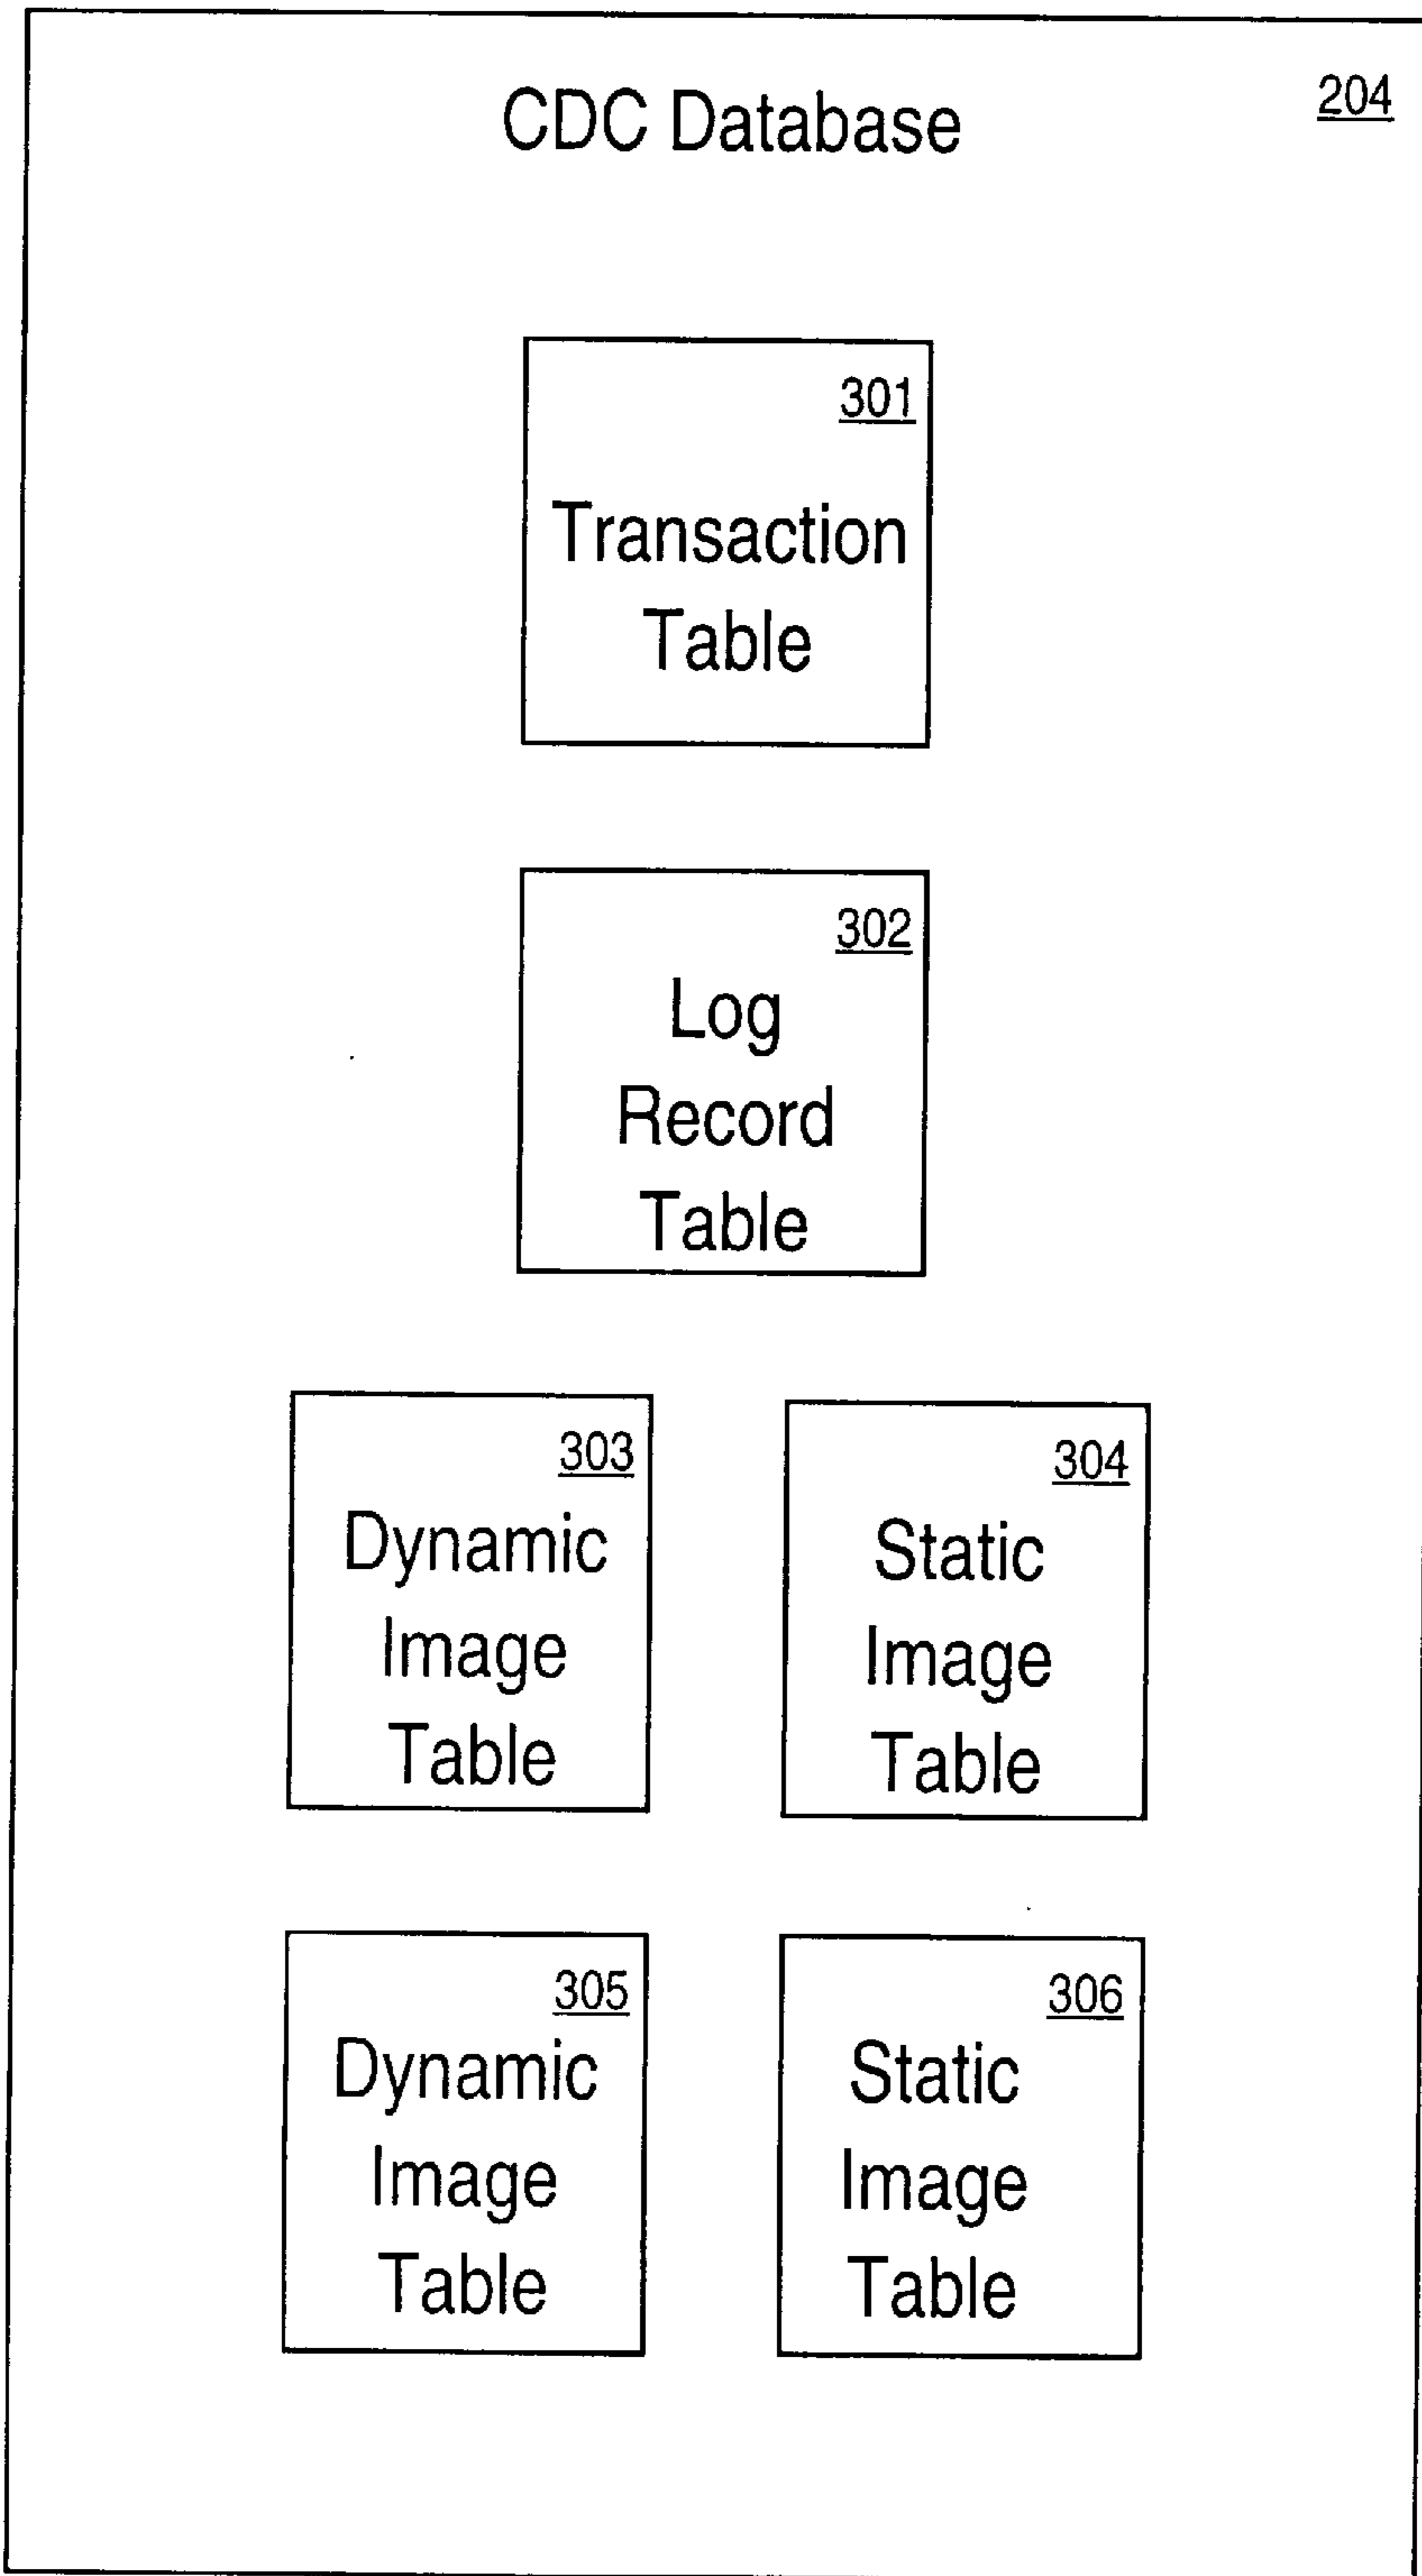 CDC Database
204
301
Transaction
Table
302
Log
Record
Table
303
Dynamic
Image
Table
304
Static
Image
Table
305
Dynamic
Image
Table
306
Static
Image
Table